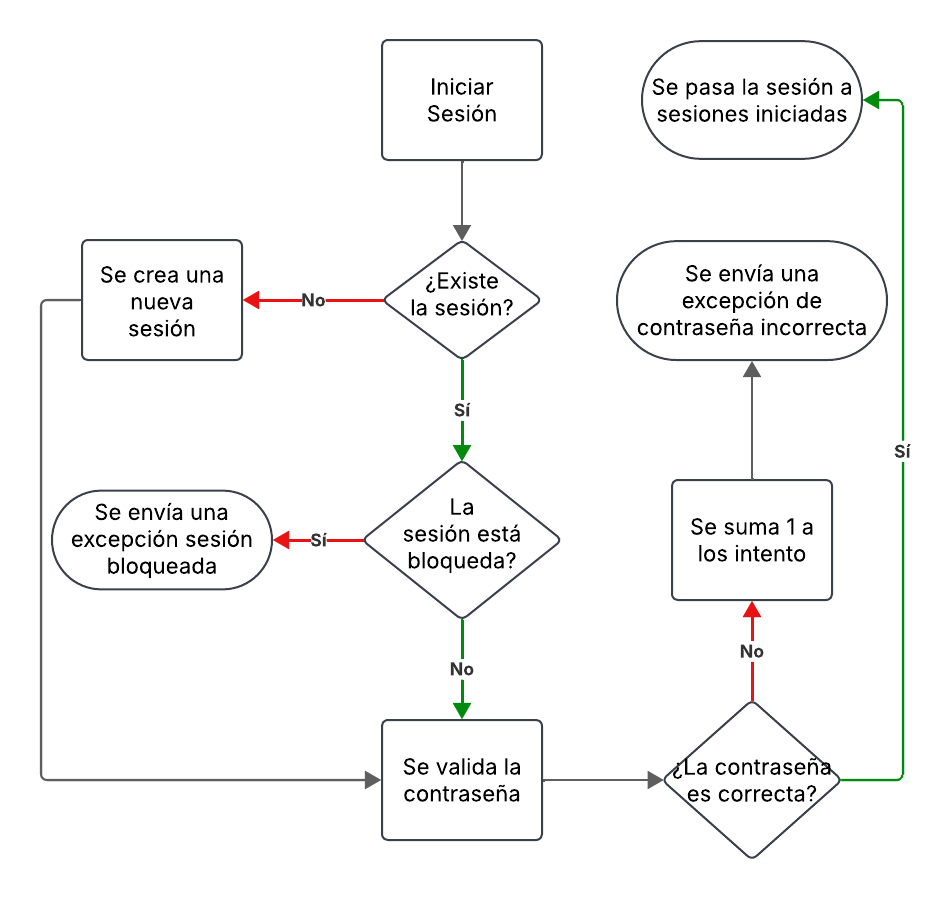 Iniciar
Sesión
Se pasa la sesión a
sesiones iniciadas
¿Existe
la sesión?
No
Se crea una
nueva
sesión
Se envía una
excepción de
contraseña incorrecta
Sí
Sí
La
sesión está
bloqueda?
Sí
Se envía una
excepción sesión
bloqueada
Se suma 1 a
los intento
No
No
Se valida la
contraseña
¿La contraseña
es correcta?